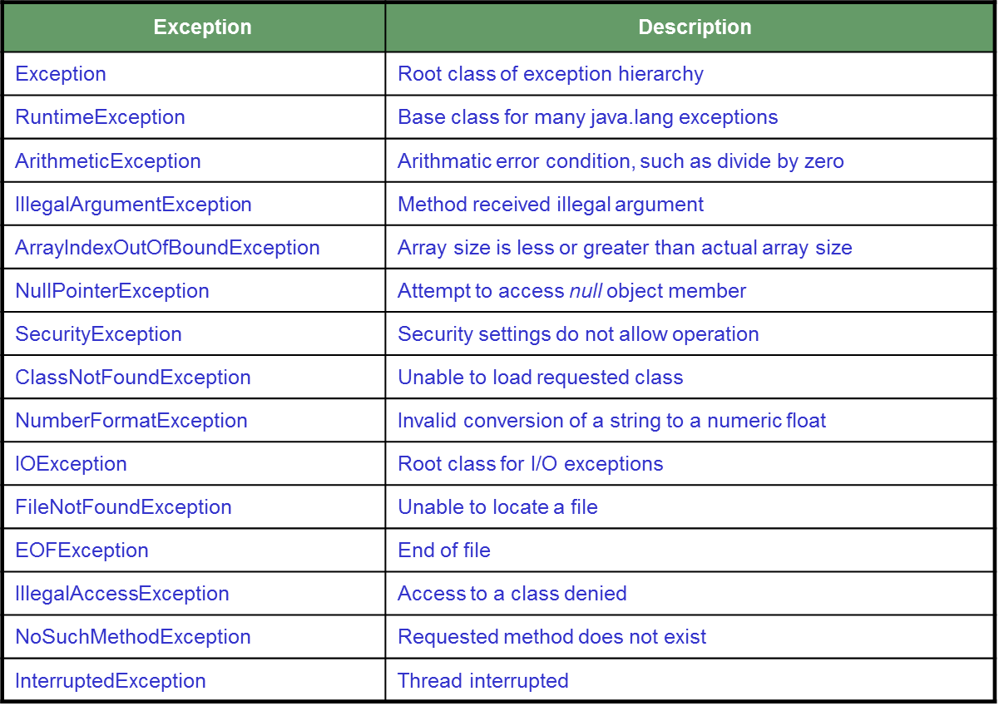 Exception Description
Exception Root class of exception hierarchy
RuntimeException Base class for many java.lang exceptions
ArithmeticException Arithmatic error condition, such as divide by zero
IllegalArgumentException Method received illegal argument
ArrayIndexOutOfBoundException Array size is less or greater than actual array size
NullPointerException Attempt to access null object member
SecurityException Security settings do not allow operation
ClassNotFoundException Unable to load requested class
NumberFormatException Invalid conversion of a string to a numeric float
IOException Root class for I/O exceptions
FileNotFoundException Unable to locate a file
EOFException End of file
IllegalAccessException Access to a class denied
NoSuchMethodException Requested method does not exist
InterruptedException Thread interrupted